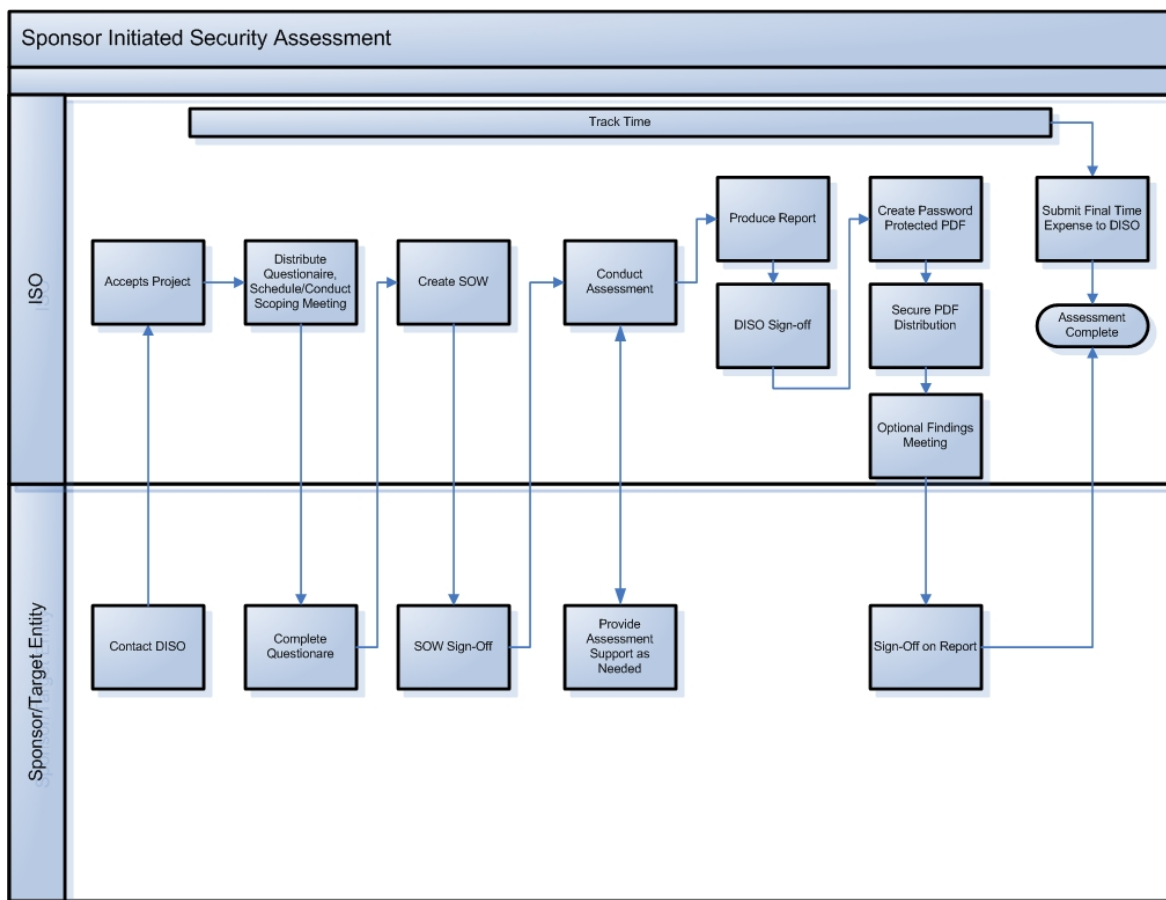 Sponsor Initiated Security Assessment
ISO
Track Time
Accepts Project
Distribute
Questionaire,
Schedule/Conduct
Scoping Meeting
Create SOW
Conduct
Assessment
Produce Report
DISO Sign-off
Create Password
Protected PDF
Secure PDF
Distribution
Optional Findings
Meeting
Submit Final Time
Expense to DISO
Assessment
Complete
Sponsor/Target Entity
Contact DISO
Complete
Questionare
SOW Sign-Off
Provide
Assessment
Support as
Needed
Sign-Off on Report